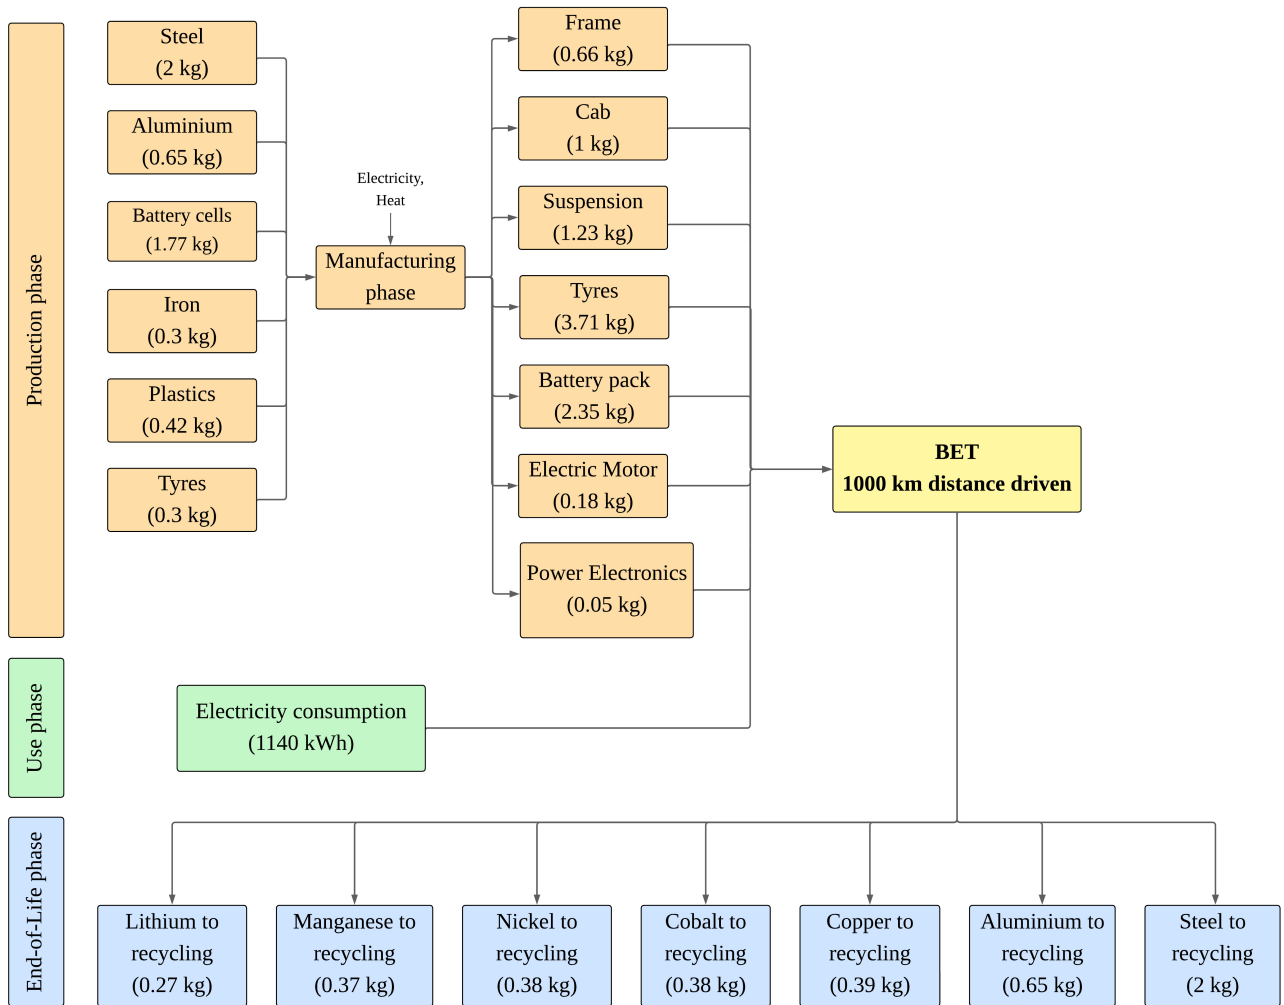 Production phase
Steel
(2 kg)
Aluminium
(0.65 kg)
Battery cells
(1.77 kg)
Iron
(0.3 kg)
Plastics
(0.42 kg)
Tyres
(0.3 kg)
Electricity,
Heat
Manufacturing
phase
Frame
(0.66 kg)
Cab
(1 kg)
Suspension
(1.23 kg)
Tyres
(3.71 kg)
Battery pack
(2.35 kg)
Electric Motor
(0.18 kg)
Power Electronics
(0.05 kg)
BET
1000 km distance driven
Use phase
Electricity consumption
(1140 kWh)
End-of-Life phase
Lithium to
recycling
(0.27 kg)
Manganese to
recycling
(0.37 kg)
Nickel to
recycling
(0.38 kg)
Cobalt to
recycling
(0.38 kg)
Copper to
recycling
(0.39 kg)
Aluminium to
recycling
(0.65 kg)
Steel to
recycling
(2 kg)